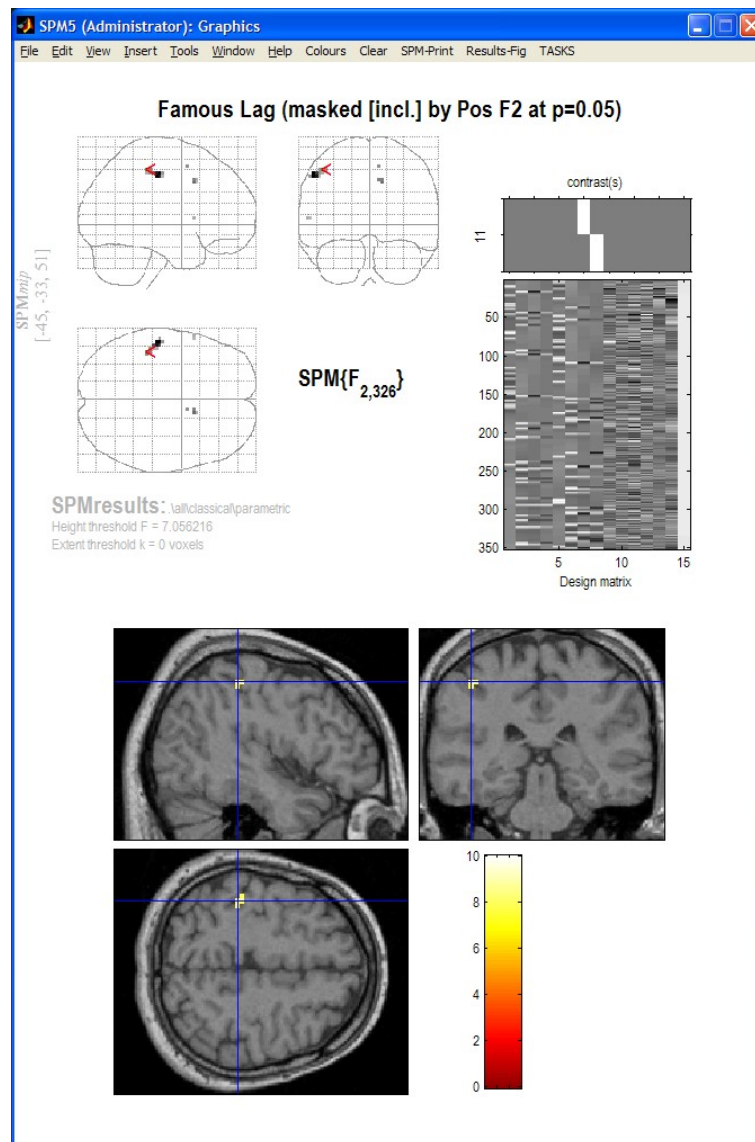 SPM5 (Administrator): Graphics
File Edit View Insert Tools Window Help Colours Clear SPM-Print Results-Fig TASKS
Famous Lag (masked [incl.] by Pos F2 at p=0.05)
SPMmip
[-45, -33, 51]
<
<
<
SPM{F2,326}
contrast(s)
11
50
100
150
200
250
300
350
5 10 15
Design matrix
SPMresults: .\all\classical\parametric
Height threshold F = 7.056216
Extent threshold k = 0 voxels
10
8
6
4
2
0